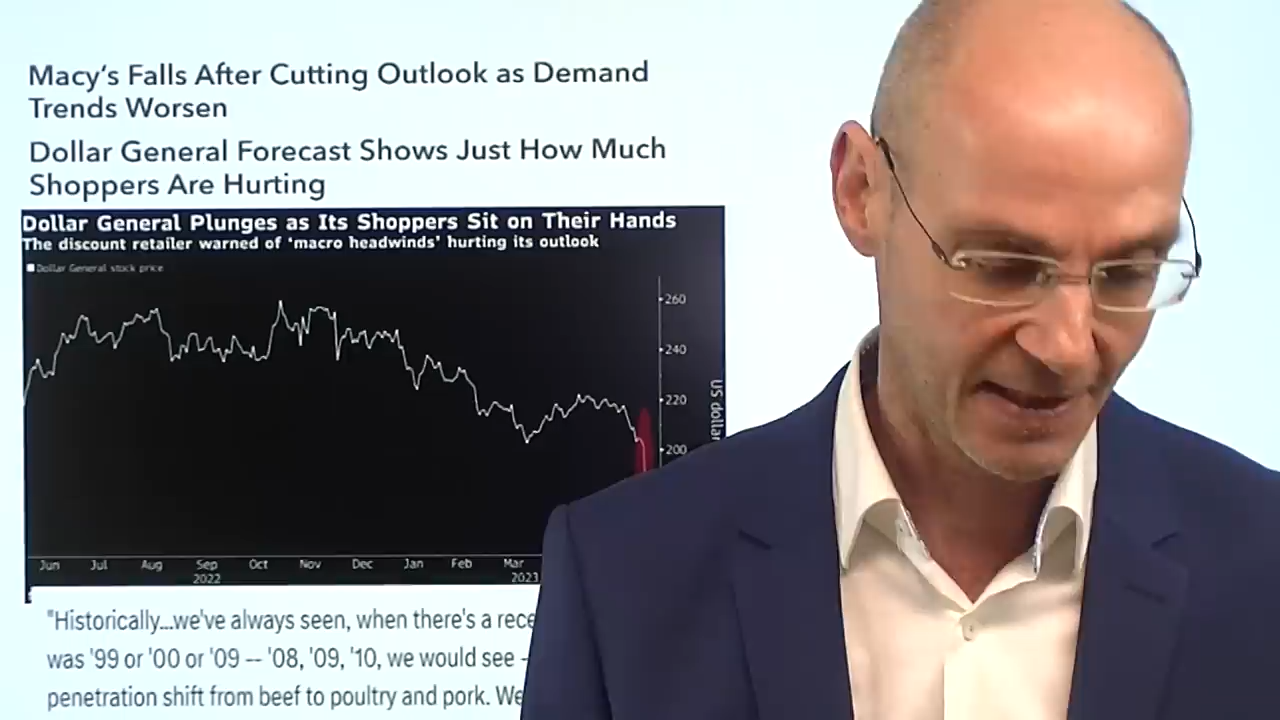 Macy's Falls After Cutting Outlook as Demand
Trends Worsen
Dollar General Forecast Shows Just How Much
Shoppers Are Hurting
Dollar General Plunges as Its Shoppers Sit on Their Hands
The discount retailer warned of 'macro headwinds' hurting its outlook
Dollar General stock price
260
240
220
200
US dollar
Jun Jul Aug Sep Oct Nov Dec Jan Feb Mar
2022 2023
"Historically...we've always seen, when there's a rece
was '99 or '00 or '09 -- '08, '09, '10, we would see -
penetration shift from beef to poultry and pork. We